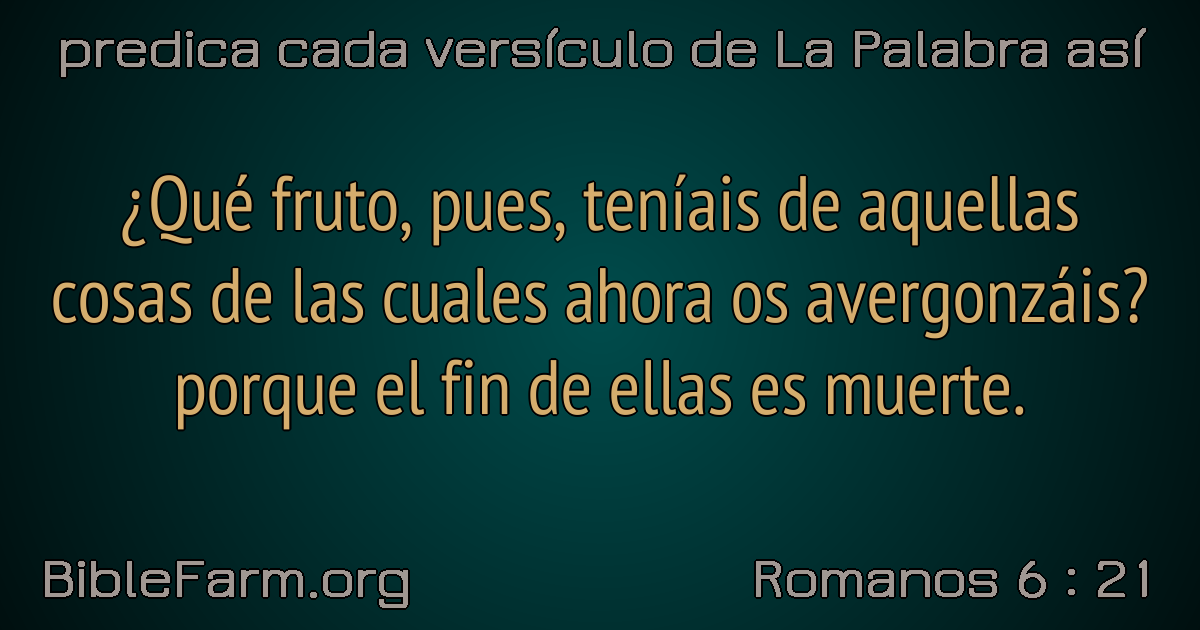 predica cada versículo de La Palabra así
¿Qué fruto, pues, teníais de aquellas
cosas de las cuales ahora os avergonzáis?
porque el fin de ellas es muerte.
BibleFarm.org
Romanos 6 : 21